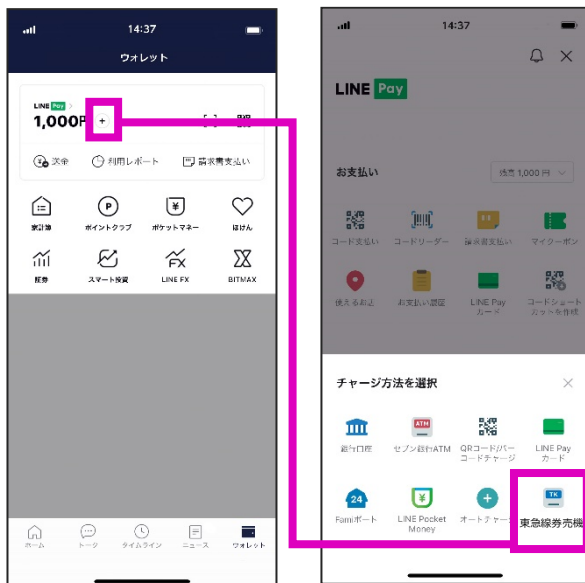 14:37
ウォレット
LINE Pay
1,000円
+
送金
利用レポート
請求書支払い
家計簿
ポイントクラブ
ポケットマネー
ほけん
証券
スマート投資
LINE FX
BITMAX
ホーム
トーク
タイムライン
ニュース
ウォレット
14:37
LINE Pay
お支払い
残高 1,000 円
コード支払い
コードリーダー
請求書支払い
マイクーポン
使えるお店
お支払い履歴
LINE Pay
カード
コードショート
カットを作成
チャージ方法を選択
銀行口座
ATM
セブン銀行ATM
QRコード/バー
コードチャージ
LINE Pay
カード
24
Famiポート
LINE Pocket
Money
オートチャージ
TK
東急線券売機